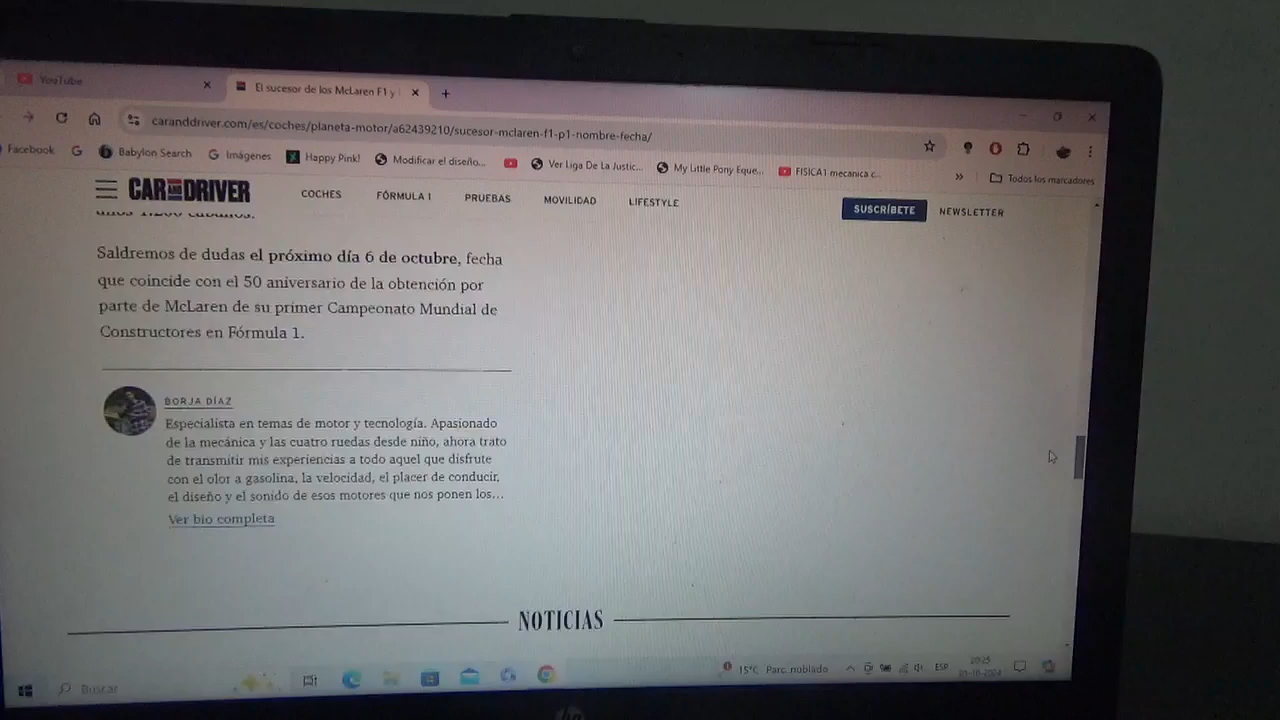 YouTube
El sucesor de los McLaren F1 y
caranddriver.com/es/coches/planeta-motor/a62439210/sucesor-mclaren-f1-p1-nombre-fecha/
Facebook
Babylon Search
Imágenes
Happy Pink!
Modificar el diseño...
Ver Liga De La Justic...
My Little Pony Eque...
FISICA1 mecanica c...
»
Todos los marcadores
CAR AND DRIVER
COCHES
FÓRMULA 1
PRUEBAS
MOVILIDAD
LIFESTYLE
SUSCRÍBETE
NEWSLETTER
Saldremos de dudas el próximo día 6 de octubre, fecha
que coincide con el 50 aniversario de la obtención por
parte de McLaren de su primer Campeonato Mundial de
Constructores en Fórmula 1.
BORJA DÍAZ
Especialista en temas de motor y tecnología. Apasionado
de la mecánica y las cuatro ruedas desde niño, ahora trato
de transmitir mis experiencias a todo aquel que disfrute
con el olor a gasolina, la velocidad, el placer de conducir,
el diseño y el sonido de esos motores que nos ponen los...
Ver bio completa
NOTICIAS
Buscar
15°C Parc. nublado
ESP
20:25
hp